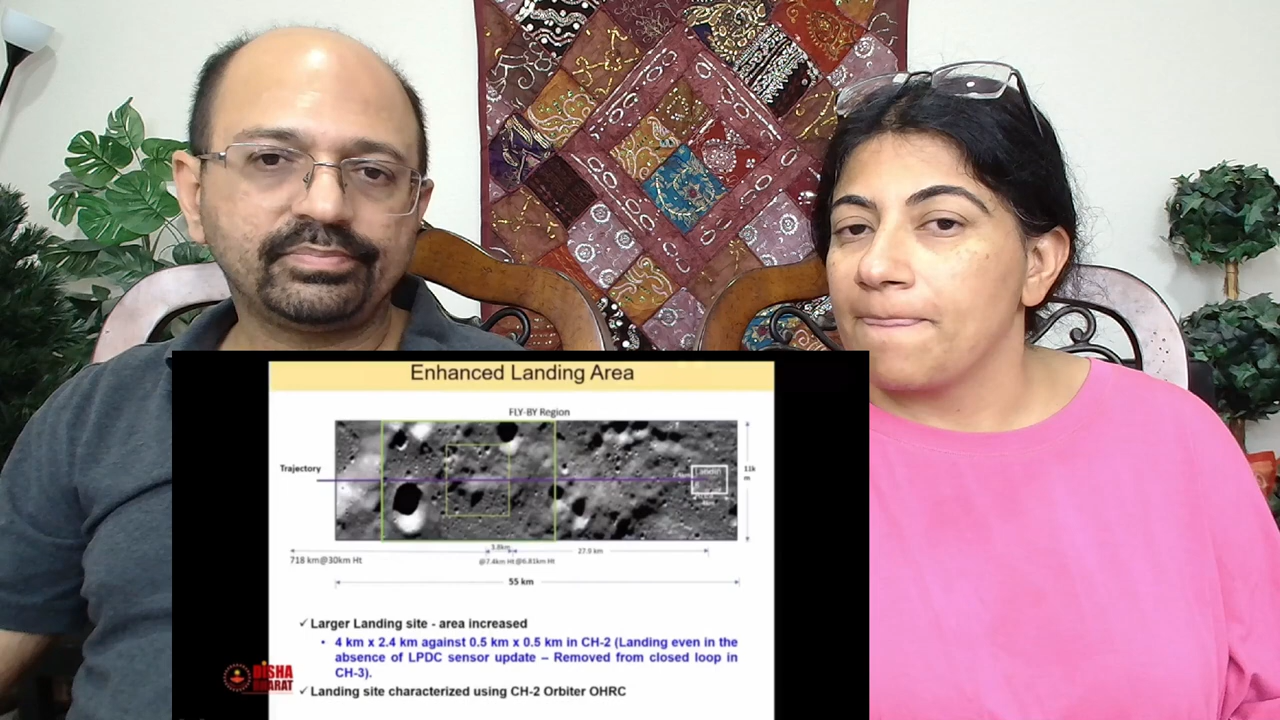 Enhanced Landing Area
FLY-BY Region
Trajectory
11k
m
3.8km
27.0 km
718 km@30km Ht
@7.4km Ht @6.81km Ht
55 km
✓ Larger Landing site - area increased
• 4 km x 2.4 km against 0.5 km x 0.5 km in CH-2 (Landing even in the
absence of LPDC sensor update – Removed from closed loop in
CH-3).
DISHA
BHARAT
✓ Landing site characterized using CH-2 Orbiter OHRC